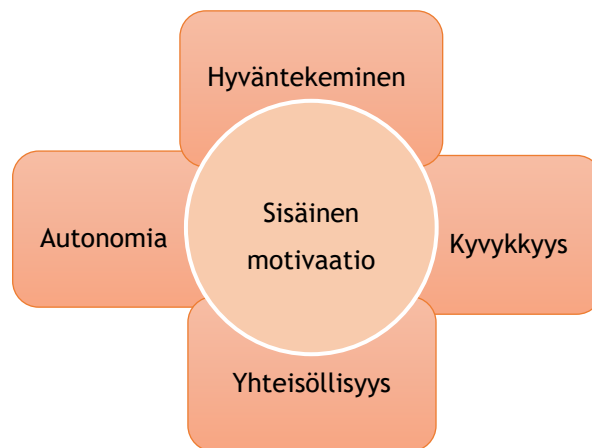 Hyväntekeminen
Autonomia
Sisäinen
motivaatio
Kyvykkyys
Yhteisöllisyys